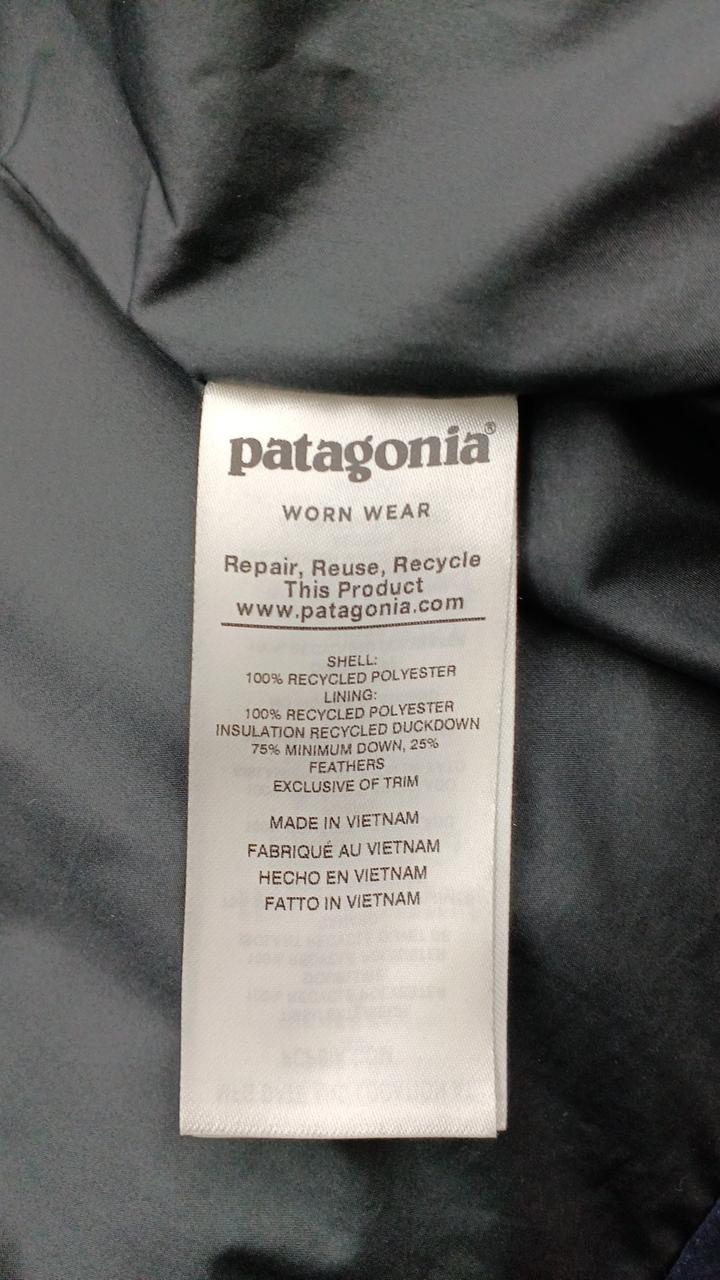 patagonia®
WORN WEAR
Repair, Reuse, Recycle
This Product
www.patagonia.com
SHELL:
100% RECYCLED POLYESTER
LINING:
100% RECYCLED POLYESTER
INSULATION RECYCLED DUCKDOWN
75% MINIMUM DOWN, 25%
FEATHERS
EXCLUSIVE OF TRIM
MADE IN VIETNAM
FABRIQUÉ AU VIETNAM
HECHO EN VIETNAM
FATTO IN VIETNAM